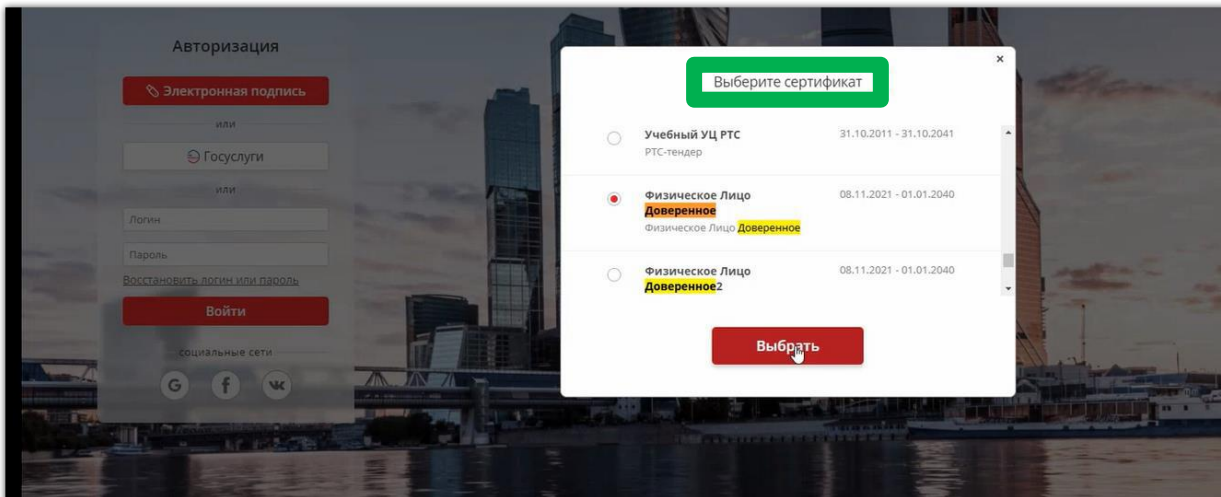 Авторизация
Электронная подпись
или
Госуслуги
или
Логин
Пароль
Восстановить логин или пароль
Войти
социальные сети
G f
×
Выберите сертификат
Учебный УЦ РТС 31.10.2011 - 31.10.2041
РТС-тендер
Физическое Лицо 08.11.2021 - 01.01.2040
Доверенное
Физическое Лицо Доверенное
Физическое Лицо 08.11.2021 - 01.01.2040
Доверенное2
Выбрать